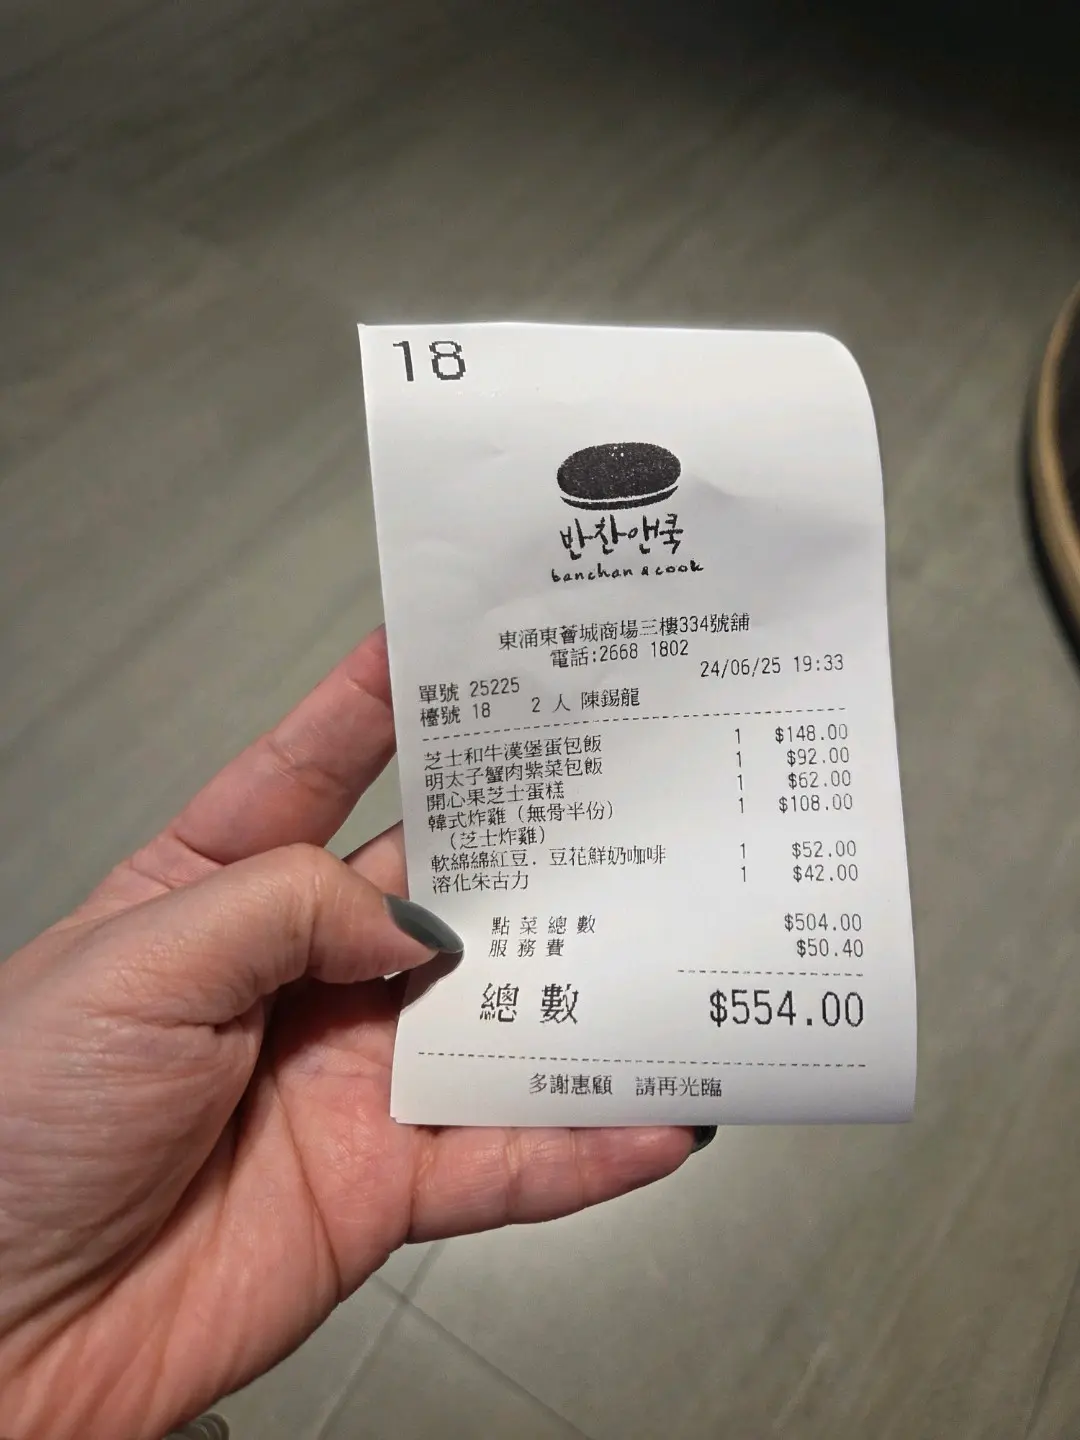 18
반찬앤쿡
banchan & cook
東涌東薈城商場三樓334號舖
電話:2668 1802
24/06/25 19:33
單號 25225
檯號 18 2 人 陳錫龍
芝士和牛漢堡蛋包飯 1 $148.00
明太子蟹肉紫菜包飯 1 $92.00
開心果芝士蛋糕 1 $62.00
韓式炸雞（無骨半份） 1 $108.00
（芝士炸雞）
軟綿綿紅豆．豆花鮮奶咖啡 1 $52.00
溶化朱古力 1 $42.00
點菜總數 $504.00
服務費 $50.40
總數 $554.00
多謝惠顧 請再光臨